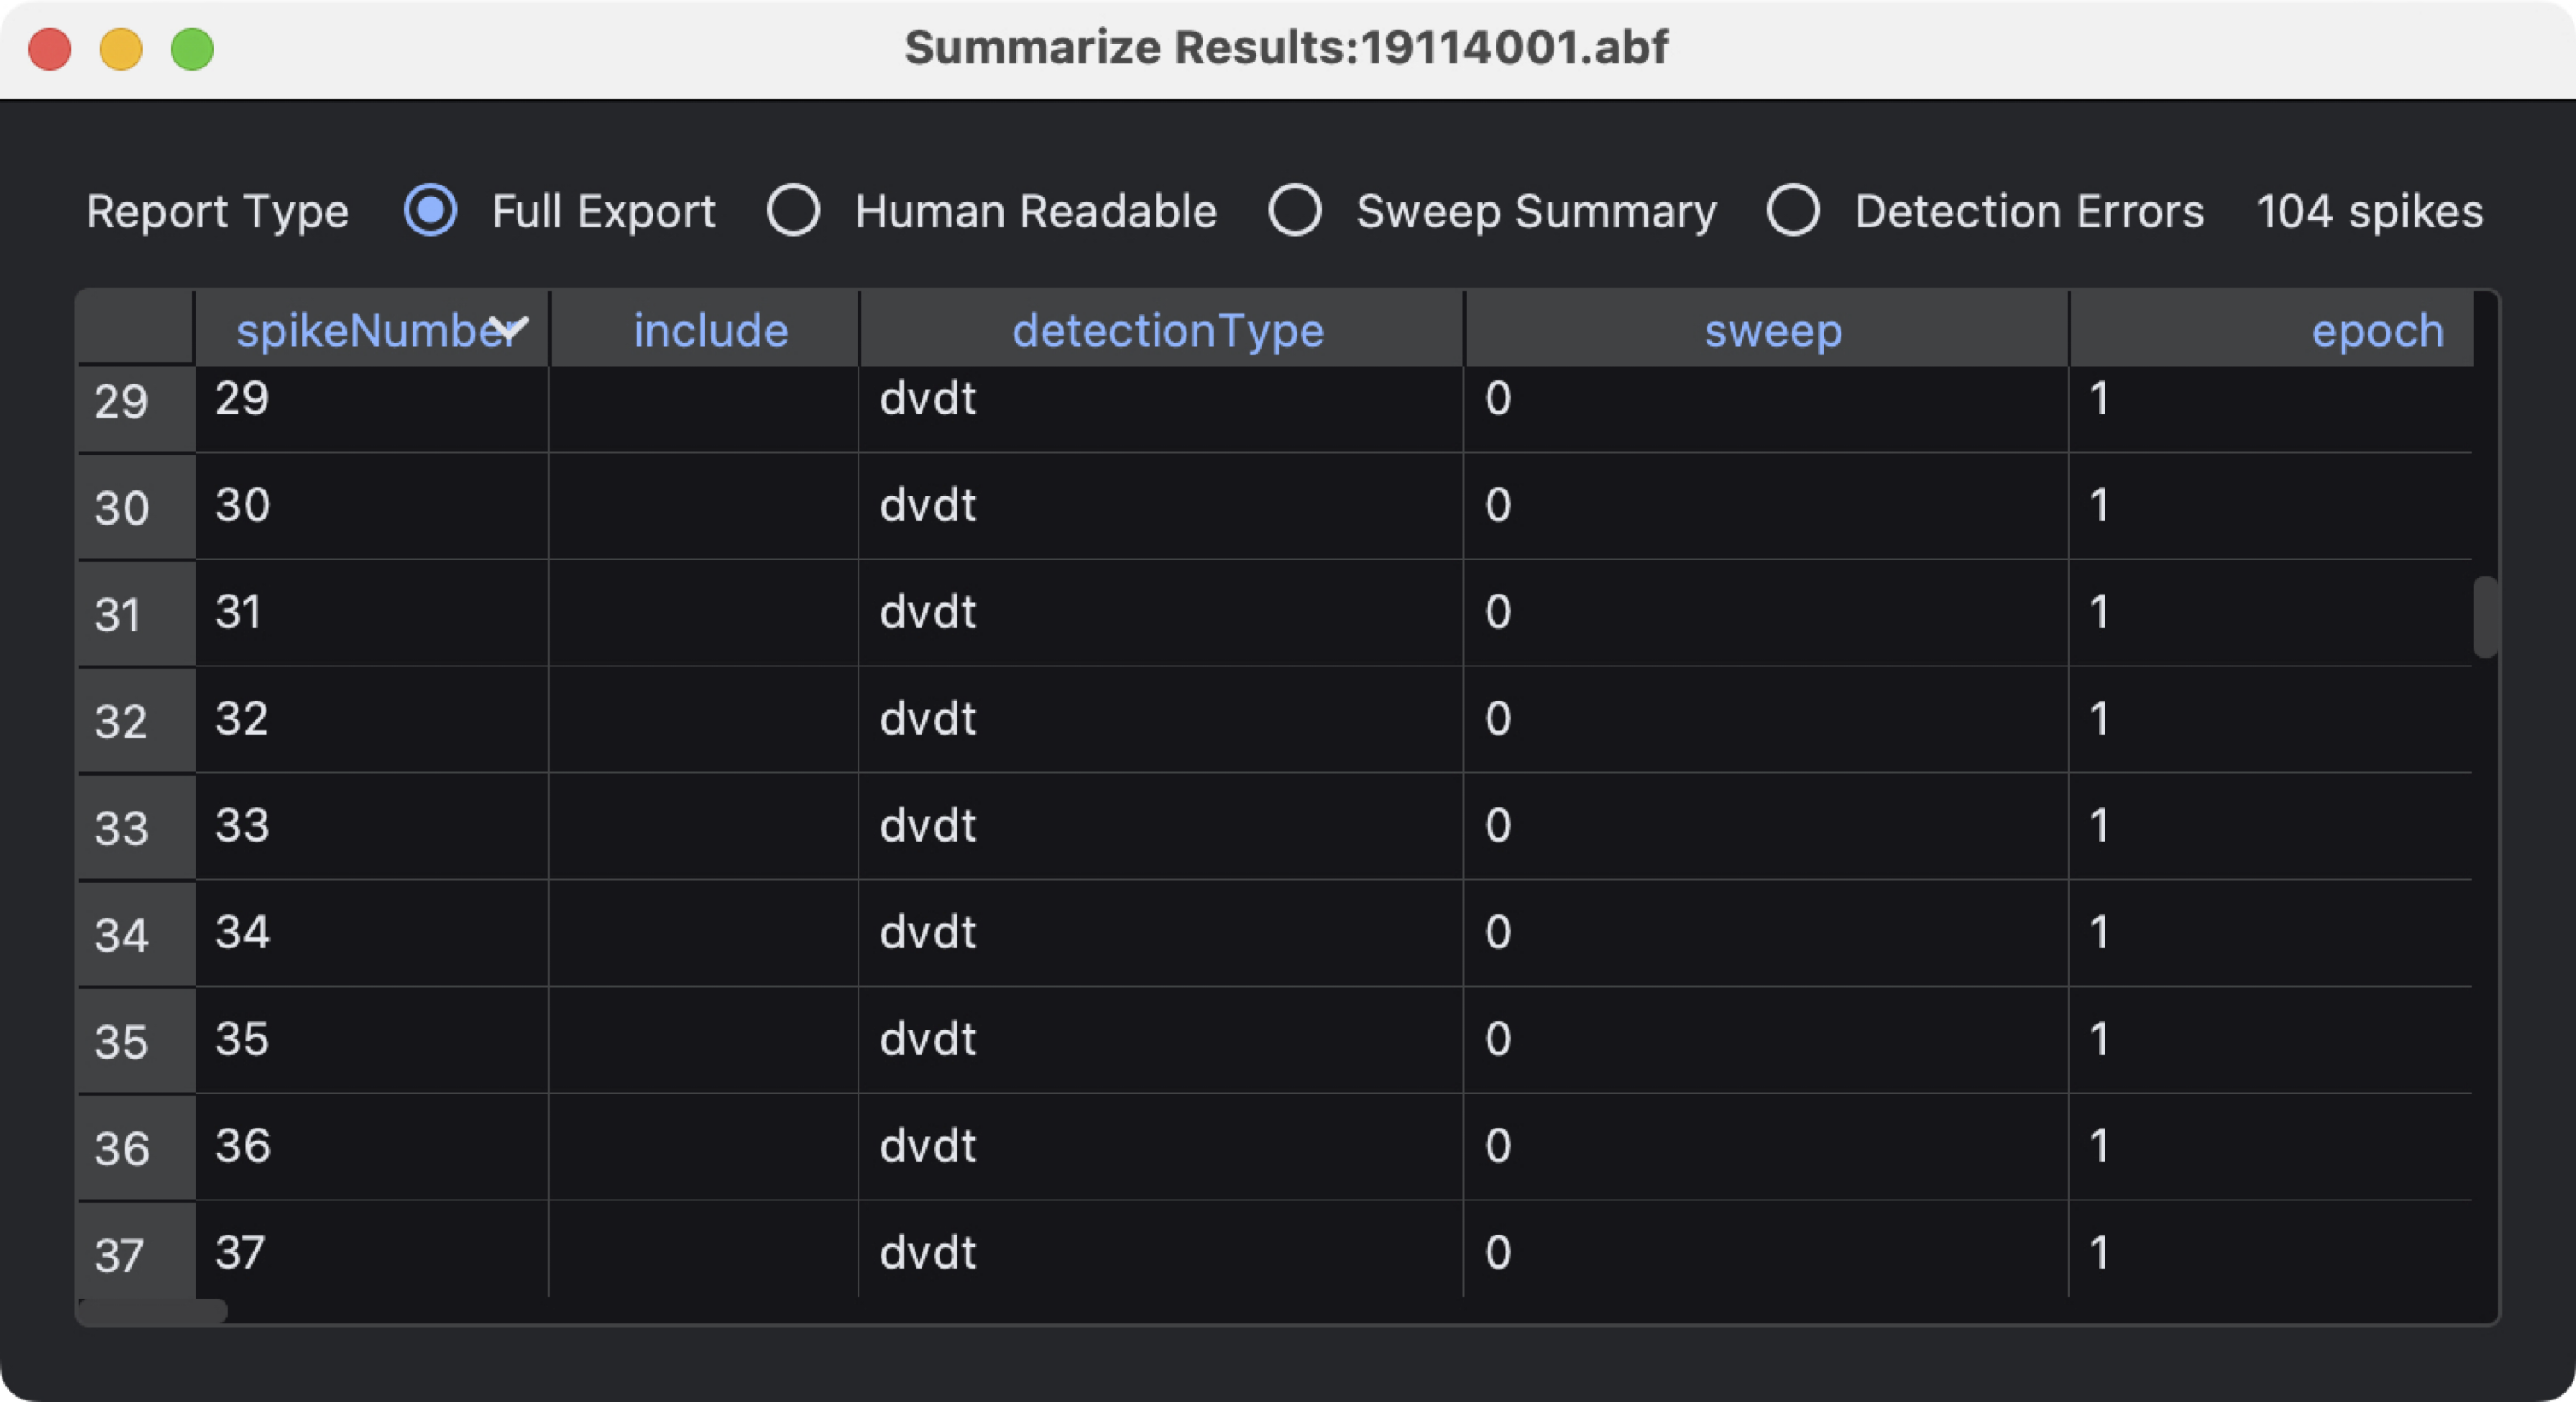 Summarize Results:19114001.abf
Report Type Full Export Human Readable Sweep Summary Detection Errors 104 spikes
spikeNumber include detectionType sweep epoch
29 29 dvdt 0 1
30 30 dvdt 0 1
31 31 dvdt 0 1
32 32 dvdt 0 1
33 33 dvdt 0 1
34 34 dvdt 0 1
35 35 dvdt 0 1
36 36 dvdt 0 1
37 37 dvdt 0 1